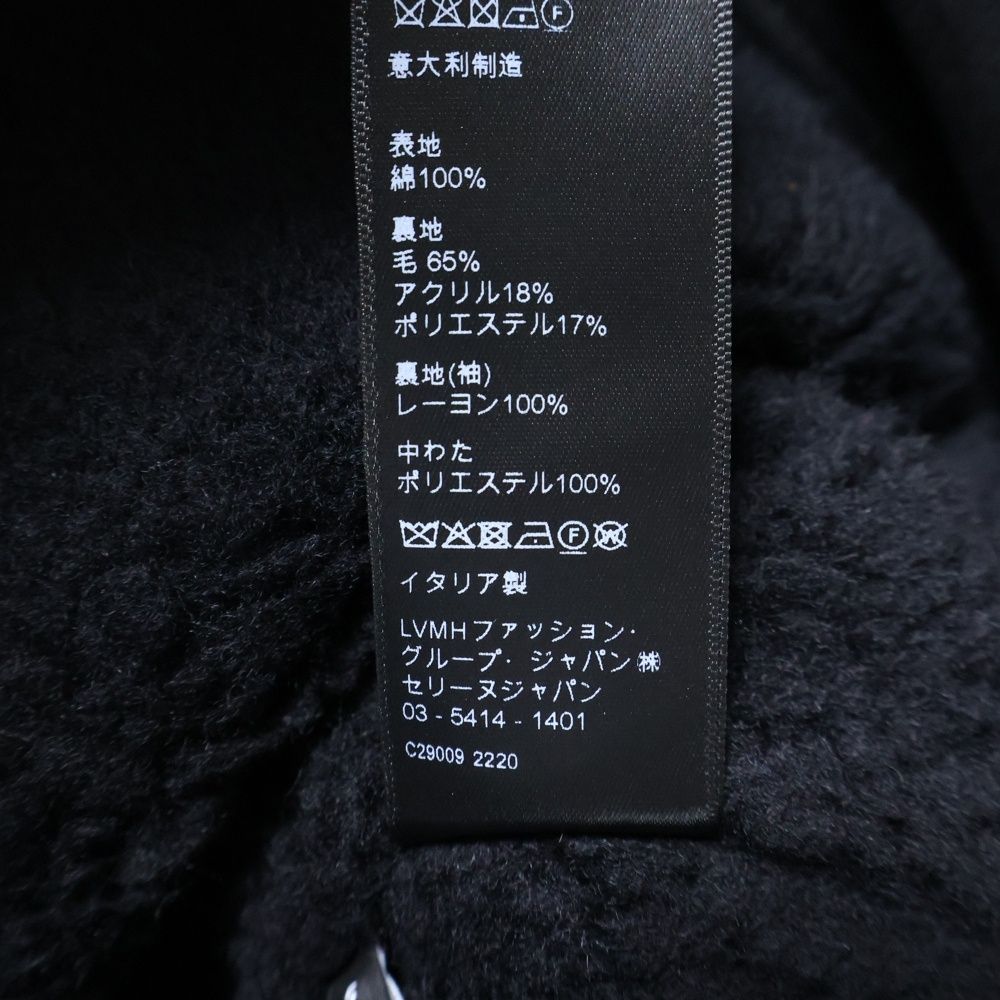 意大利制造
表地
綿100%
裏地
毛 65%
アクリル18%
ポリエステル17%
裏地(袖)
レーヨン100%
中わた
ポリエステル100%
イタリア製
LVMHファッション・
グループ・ジャパン㈱
セリーヌジャパン
03 - 5414 - 1401
C29009 2220